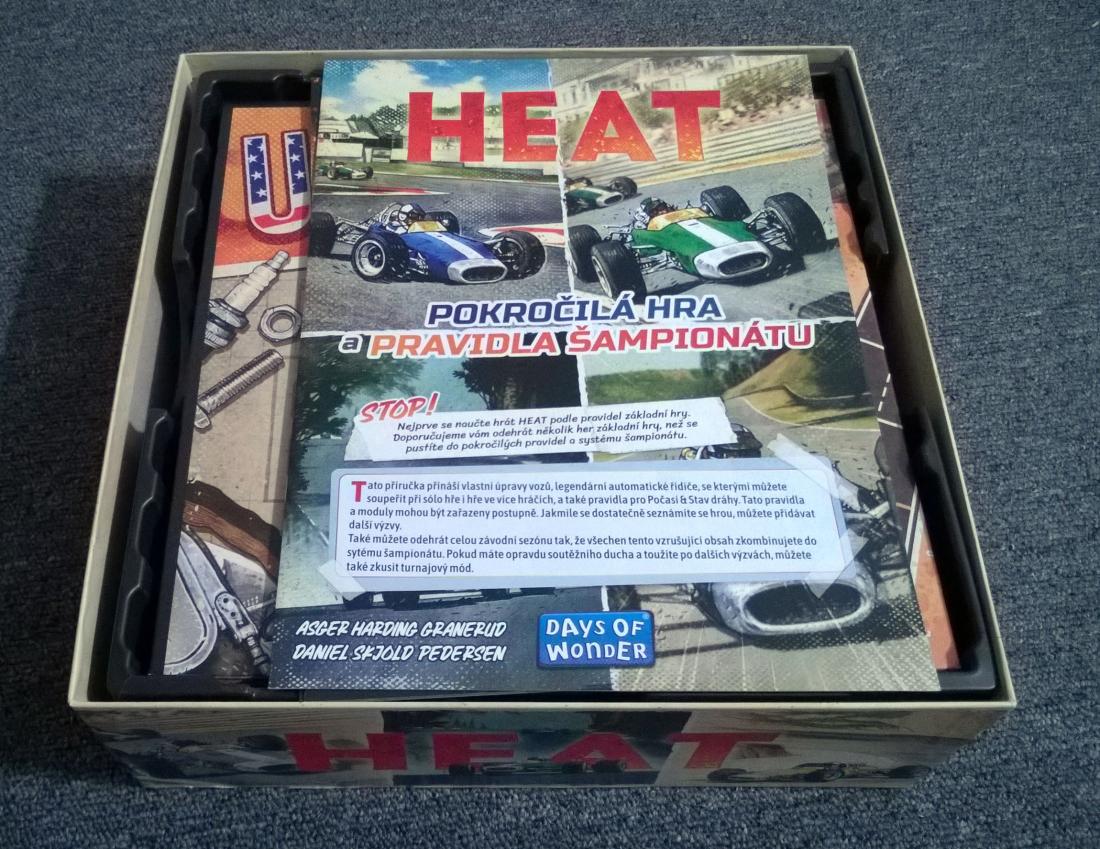 HEAT
U
POKROČILÁ HRA
a PRAVIDLA ŠAMPIONÁTU
STOP!
Nejprve se naučte hrát HEAT podle pravidel základní hry.
Doporučujeme vám odehrát několik her základní hry, než se
pustíte do pokročilých pravidel a systému šampionátu.
Tato příručka přináší vlastní úpravy vozů, legendární automatické řidiče, se kterými můžete
soupeřit při sólo hře i hře ve více hráčích, a také pravidla pro Počasí & Stav dráhy. Tato pravidla
a moduly mohou být zařazeny postupně. Jakmile se dostatečně seznámíte se hrou, můžete přidávat
další výzvy.
Také můžete odehrát celou závodní sezónu tak, že všechen tento vzrušující obsah zkombinujete do
sytému šampionátu. Pokud máte opravdu soutěžního ducha a toužíte po dalších výzvách, můžete
také zkusit turnajový mód.
ASGER HARDING GRANERUD
DANIEL SKJOLD PEDERSEN
DAYS OF
WONDER®
HEAT